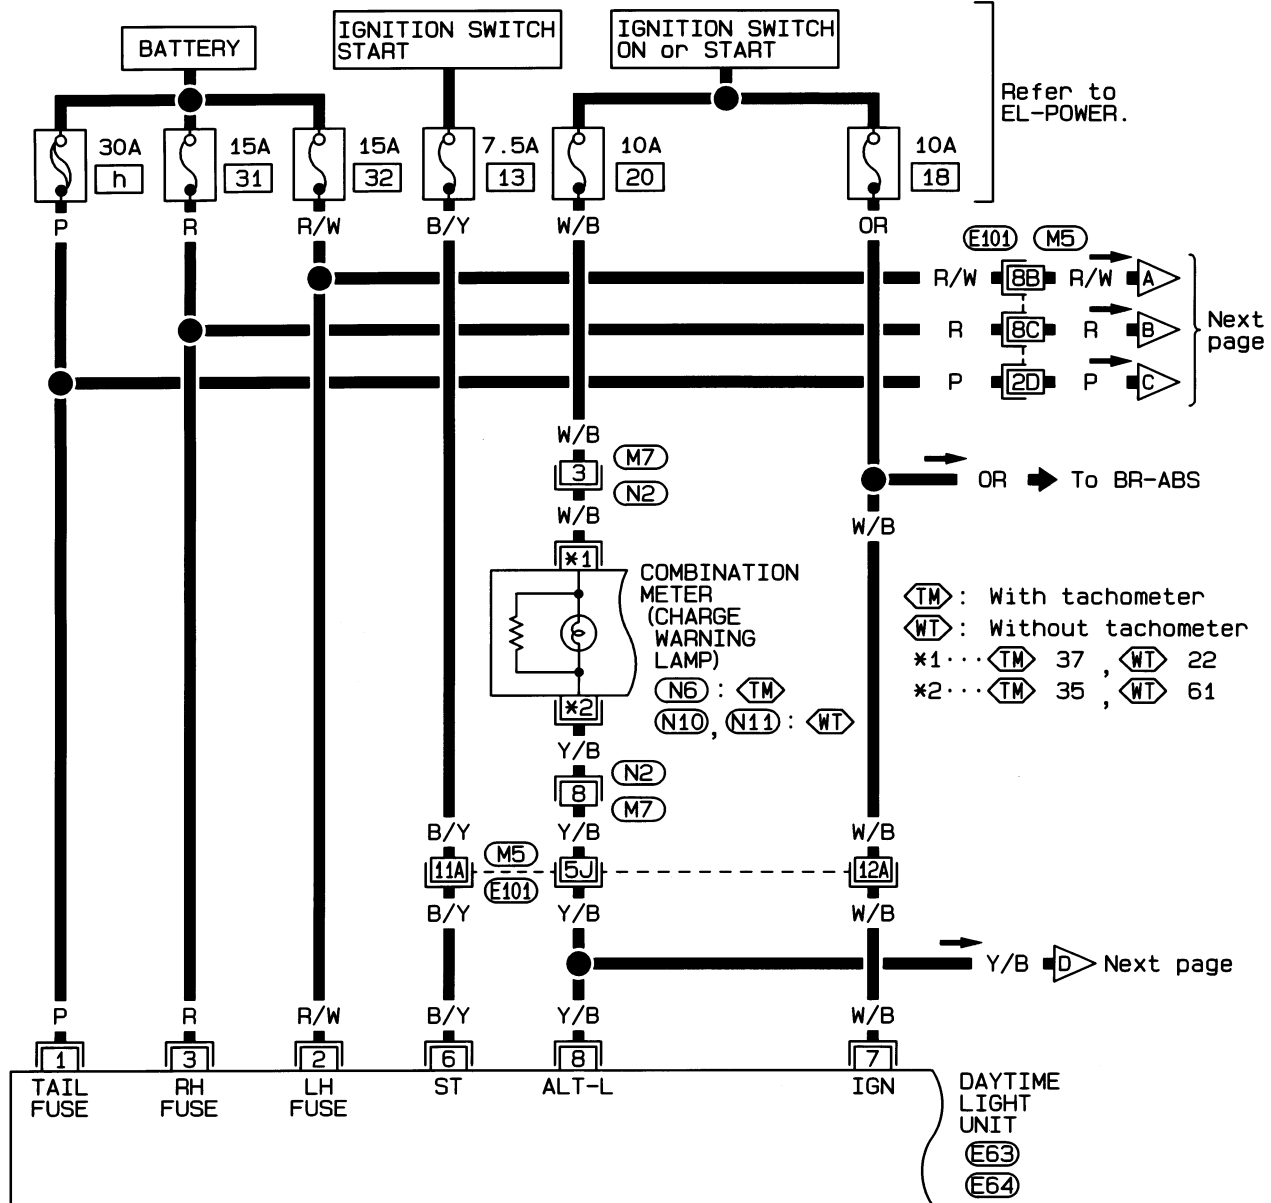 BATTERY
IGNITION SWITCH
START
IGNITION SWITCH
ON or START
Refer to
EL-POWER.
30A
h
15A
31
15A
32
7.5A
13
10A
20
10A
18
P
R
R/W
B/Y
W/B
OR
E101
M5
R/W
8B
R/W
A
R
8C
R
B
P
2D
P
C
Next
page
W/B
3
M7
N2
W/B
OR
To BR-ABS
W/B
*1
COMBINATION
METER
(CHARGE
WARNING
LAMP)
N6 : TM
N10, N11 : WT
*2
TM : With tachometer
WT : Without tachometer
*1··· TM 37 , WT 22
*2··· TM 35 , WT 61
Y/B
8
N2
M7
B/Y
Y/B
W/B
11A
M5
E101
5J
12A
B/Y
Y/B
W/B
Y/B
D
Next page
P
R
R/W
B/Y
Y/B
W/B
1
3
2
6
8
7
TAIL
FUSE
RH
FUSE
LH
FUSE
ST
ALT-L
IGN
DAYTIME
LIGHT
UNIT
E63
E64